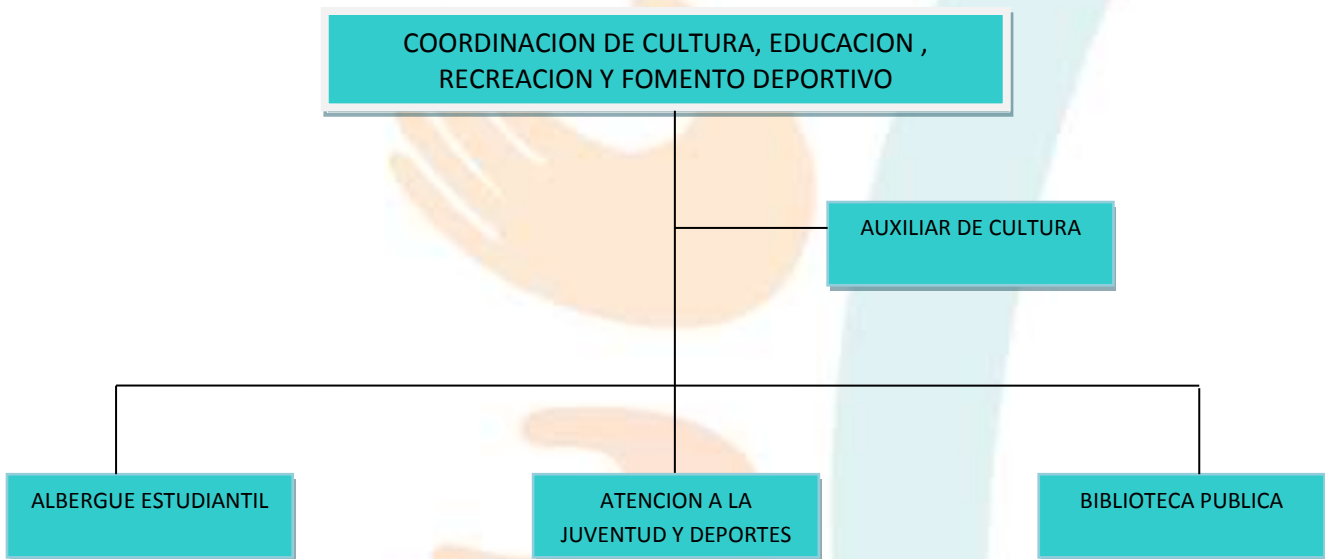 COORDINACION DE CULTURA, EDUCACION ,
RECREACION Y FOMENTO DEPORTIVO
AUXILIAR DE CULTURA
ALBERGUE ESTUDIANTIL
ATENCION A LA
JUVENTUD Y DEPORTES
BIBLIOTECA PUBLICA